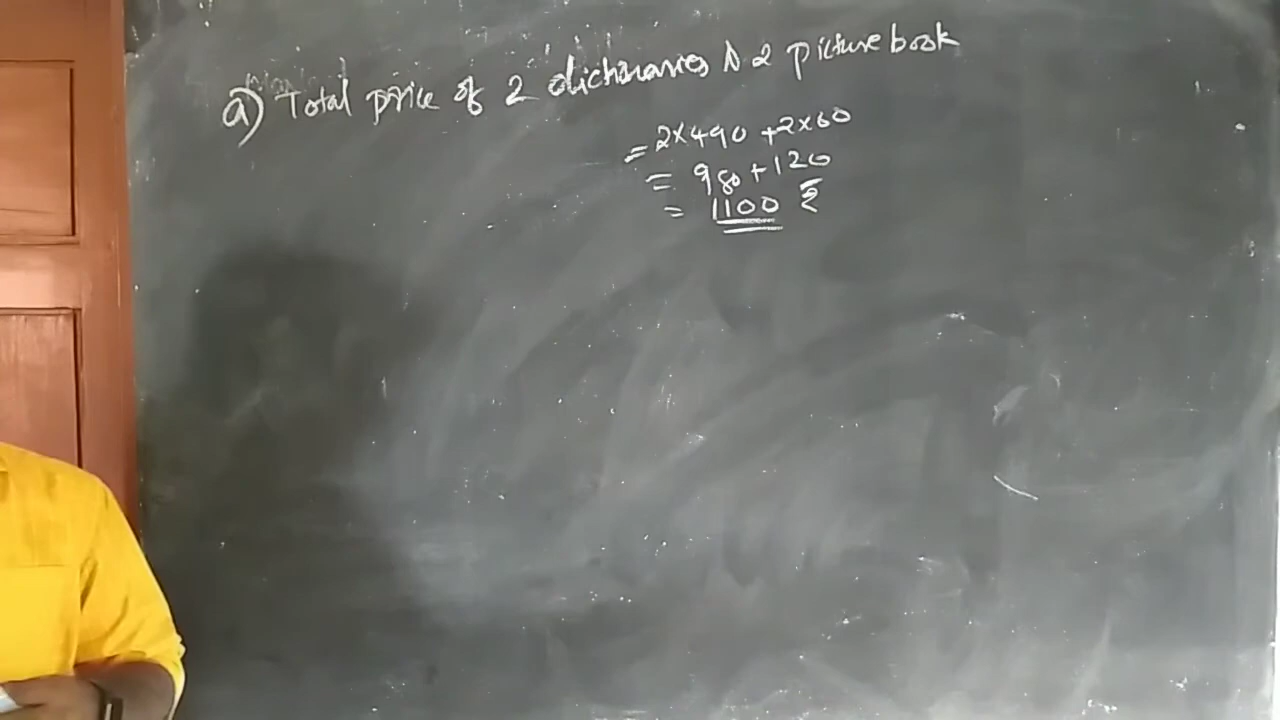 a) Total price of 2 dictionaries & 2 picture book
= 2×490 + 2×60
= 980 + 120
= 1100 ₹